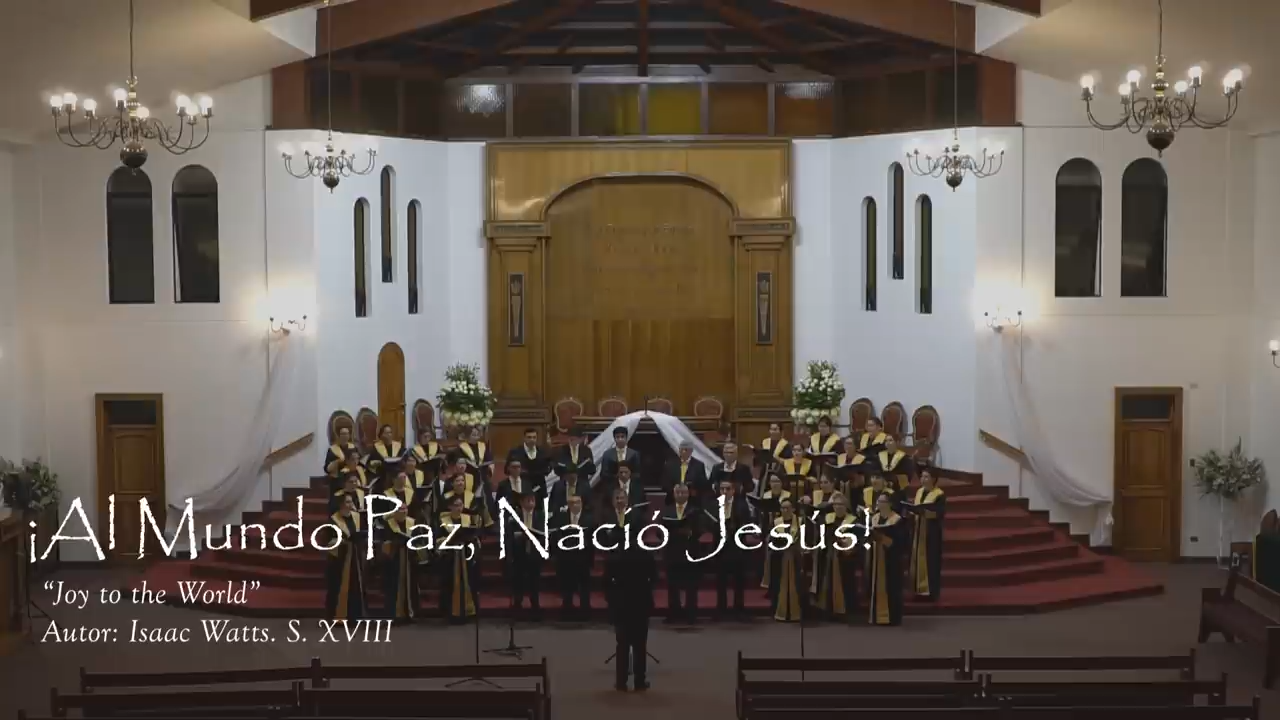 ¡Al Mundo Paz, Nació Jesús!
“Joy to the World”
Autor: Isaac Watts. S. XVIII